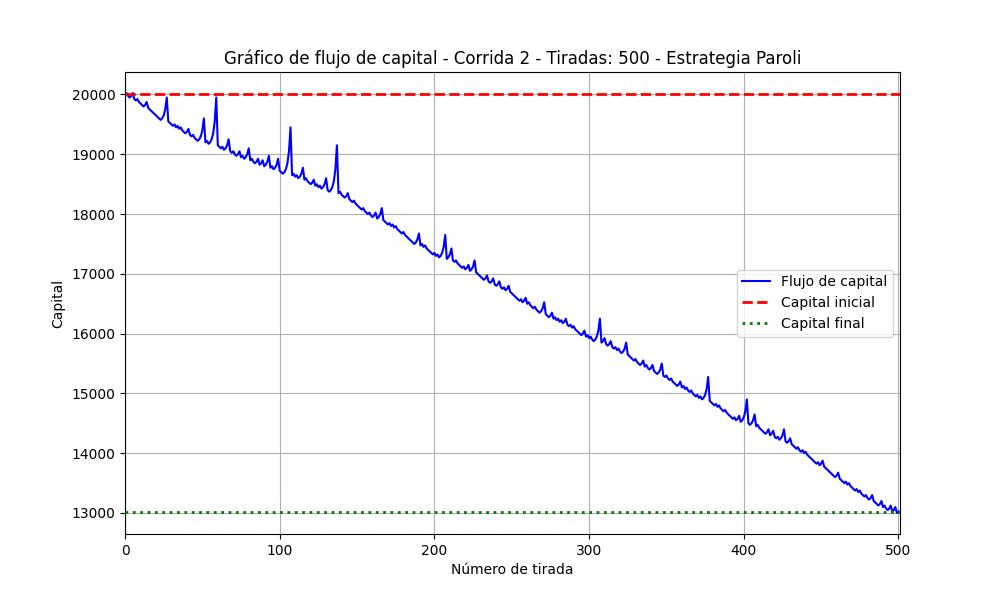 Gráfico de flujo de capital - Corrida 2 - Tiradas: 500 - Estrategia Paroli
Capital
20000
19000
18000
17000
16000
15000
14000
13000
Flujo de capital
Capital inicial
Capital final
0 100 200 300 400 500
Número de tirada